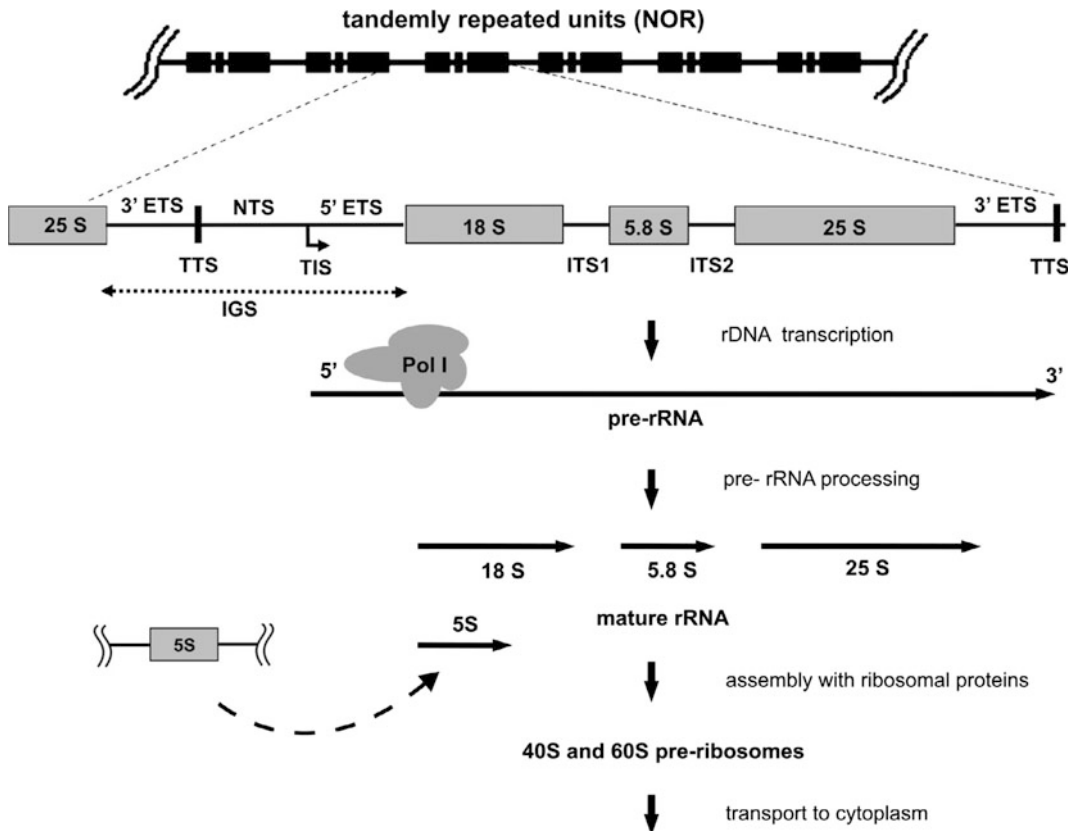 tandemly repeated units (NOR)
3’ ETS
NTS
5’ ETS
3’ ETS
25 S
18 S
5.8 S
25 S
TTS
TIS
ITS1
ITS2
TTS
IGS
rDNA transcription
5’
Pol I
3’
pre-rRNA
pre- rRNA processing
18 S
5.8 S
25 S
5S
5S
mature rRNA
assembly with ribosomal proteins
40S and 60S pre-ribosomes
transport to cytoplasm